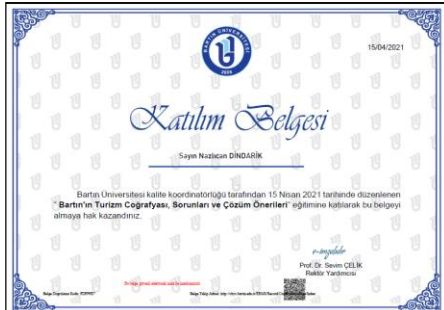 BARTIN ÜNİVERSİTESİ
2008
15/04/2021
Katılım Belgesi
Sayın Nazlıcan DİNDARİK
Bartın Üniversitesi kalite koordinatörlüğü tarafından 15 Nisan 2021 tarihinde düzenlenen
" Bartın'ın Turizm Coğrafyası, Sorunları ve Çözüm Önerileri" eğitimine katılarak bu belgeyi
almaya hak kazandınız.
e-imzalıdır
Prof. Dr. Sevim ÇELİK
Rektör Yardımcısı